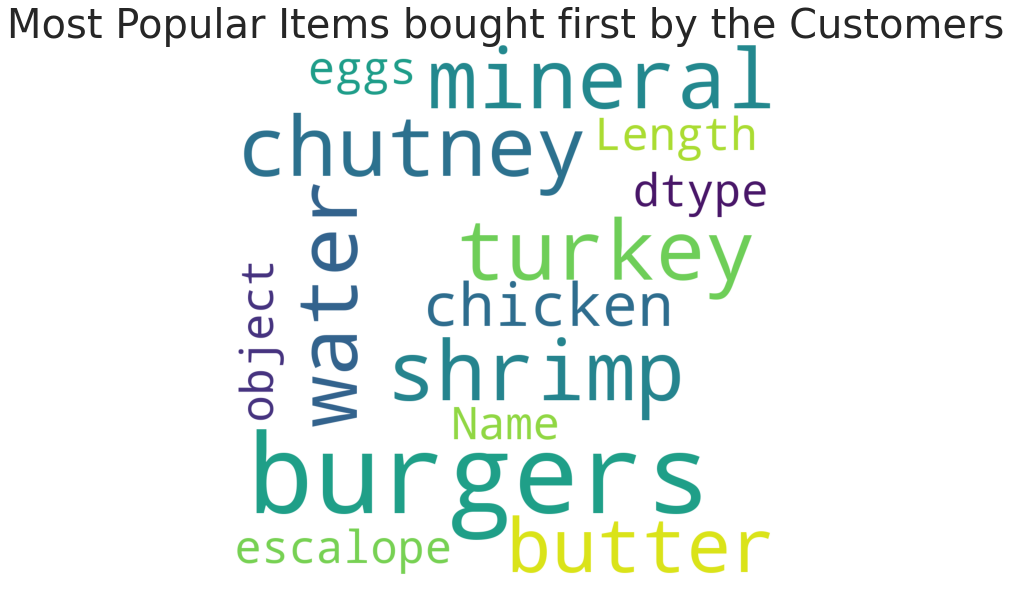 Most Popular Items bought first by the Customers
eggs
mineral
chutney
Length
dtype
water
turkey
object
chicken
shrimp
Name
burgers
escalope
butter